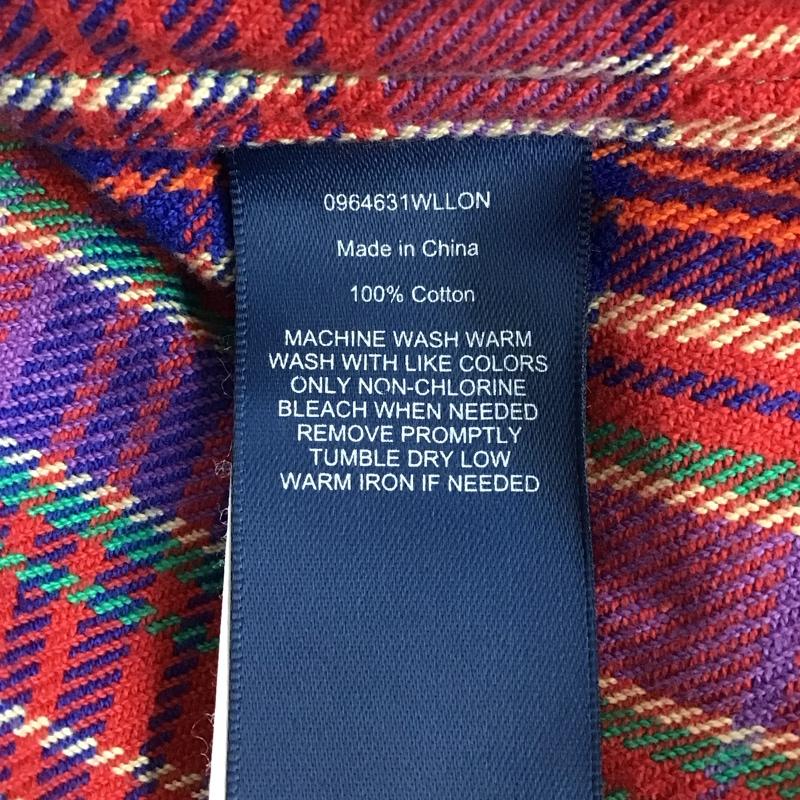 0964631WLLON
Made in China
100% Cotton
MACHINE WASH WARM
WASH WITH LIKE COLORS
ONLY NON-CHLORINE
BLEACH WHEN NEEDED
REMOVE PROMPTLY
TUMBLE DRY LOW
WARM IRON IF NEEDED